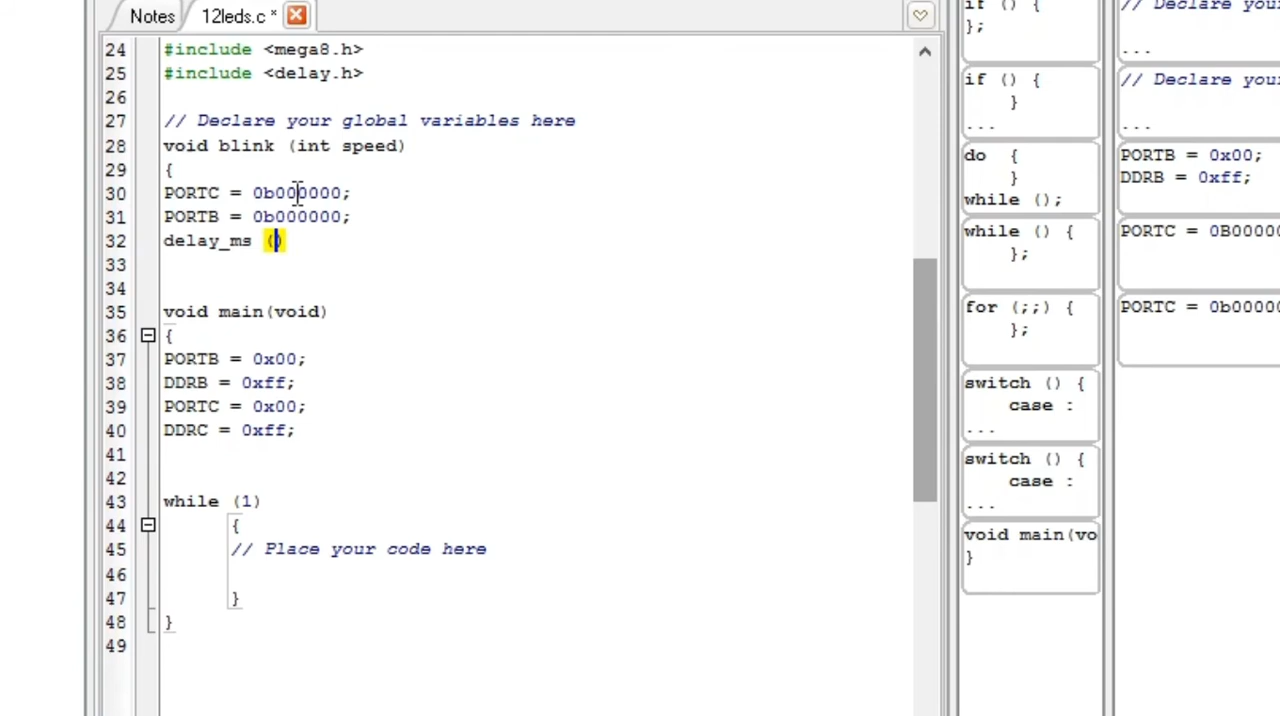 Notes
12leds.c *
24 #include <mega8.h>
25 #include <delay.h>
26
27 // Declare your global variables here
28 void blink (int speed)
29 {
30 PORTC = 0b000000;
31 PORTB = 0b000000;
32 delay_ms ()
33
34
35 void main(void)
36 {
37 PORTB = 0x00;
38 DDRB = 0xff;
39 PORTC = 0x00;
40 DDRC = 0xff;
41
42
43 while (1)
44 {
45 // Place your code here
46
47 }
48 }
49
if () {
};
if () {
}
...
do {
}
while ();
while () {
};
for (;;) {
};
switch () {
case :
...
switch () {
case :
...
void main(vo
}
// Declare your
...
// Declare your
...
PORTB = 0x00;
DDRB = 0xff;
PORTC = 0B00000
PORTC = 0b00000